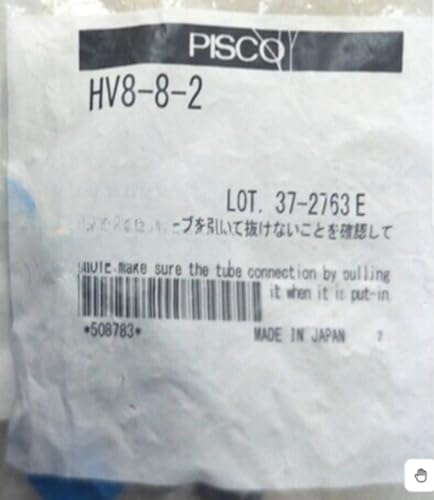 PISCO
HV8-8-2
LOT. 37-2763 E
ブを引いて抜けないことを確認して
make sure the tube connection by pulling
it when it is put-in.
*508783*
MADE IN JAPAN